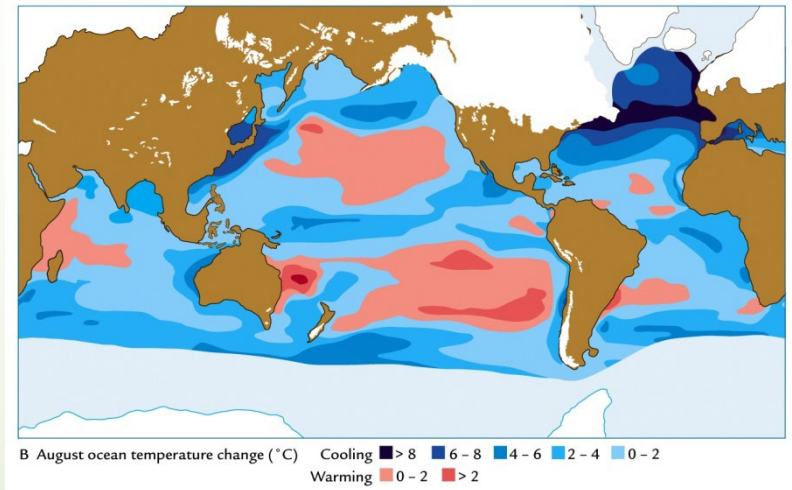 B August ocean temperature change (°C) Cooling > 8 6 – 8 4 – 6 2 – 4 0 – 2
Warming 0 – 2 > 2